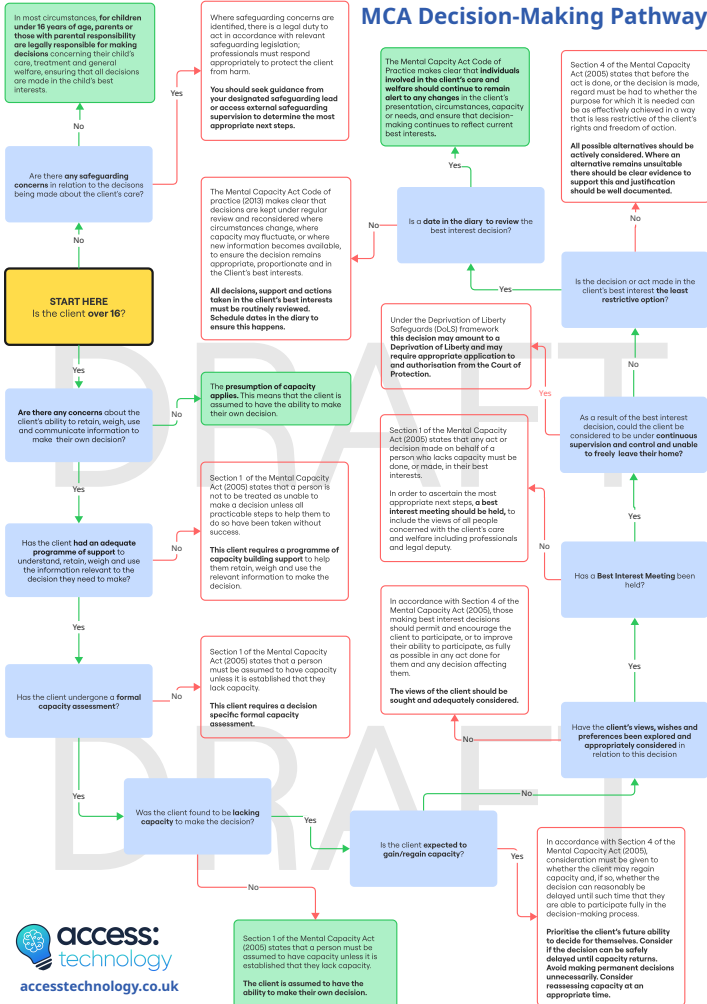 MCA Decision-Making Pathway
In most circumstances, for children
under 16 years of age, parents or
those with parental responsibility
are legally responsible for making
decisions concerning their child's
care, treatment and general
welfare, ensuring that all decisions
are made in the child's best
interests.
No
Yes
Where safeguarding concerns are
identified, there is a legal duty to
act in accordance with relevant
safeguarding legislation;
professionals must respond
appropriately to protect the client
from harm.
You should seek guidance from
your designated safeguarding lead
or access external safeguarding
supervision to determine the most
appropriate next steps.
Are there any safeguarding
concerns in relation to the decisons
being made about the client's care?
No
START HERE
Is the client over 16?
Yes
Are there any concerns about the
client's ability to retain, weigh, use
and communicate information to
make their own decision?
No
The presumption of capacity
applies. This means that the client is
assumed to have the ability to make
their own decision.
Yes
Has the client had an adequate
programme of support to
understand, retain, weigh and use
the information relevant to the
decision they need to make?
No
Section 1 of the Mental Capacity
Act (2005) states that a person is
not to be treated as unable to
make a decision unless all
practicable steps to help them to
do so have been taken without
success.
This client requires a programme of
capacity building support to help
them retain, weigh and use the
relevant information to make the
decision.
Yes
Has the client undergone a formal
capacity assessment?
No
Section 1 of the Mental Capacity
Act (2005) states that a person
must be assumed to have capacity
unless it is established that they
lack capacity.
This client requires a decision
specific formal capacity
assessment.
Yes
Was the client found to be lacking
capacity to make the decision?
No
Section 1 of the Mental Capacity Act
(2005) states that a person must be
assumed to have capacity unless it is
established that they lack capacity.
The client is assumed to have the
ability to make their own decision.
Yes
Is the client expected to
gain/regain capacity?
Yes
In accordance with Section 4 of the
Mental Capacity Act (2005),
consideration must be given to
whether the client may regain
capacity and, if so, whether the
decision can reasonably be
delayed until such time that they
are able to participate fully in the
decision-making process.
Prioritise the client's future ability
to decide for themselves. Consider
if the decision can be safely
delayed until capacity returns.
Avoid making permanent decisions
unnecessarily. Consider
reassessing capacity at an
appropriate time.
No
Have the client's views, wishes and
preferences been explored and
appropriately considered in
relation to this decision
No
In accordance with Section 4 of the
Mental Capacity Act (2005), those
making best interest decisions
should permit and encourage the
client to participate, or to improve
their ability to participate, as fully
as possible in any act done for
them and any decision affecting
them.
The views of the client should be
sought and adequately considered.
Yes
Has a Best Interest Meeting been
held?
No
Section 1 of the Mental Capacity
Act (2005) states that any act or
decision made on behalf of a
person who lacks capacity must be
done, or made, in their best
interests.
In order to ascertain the most
appropriate next steps, a best
interest meeting should be held, to
include the views of all people
concerned with the client's care
and welfare including professionals
and legal deputy.
Yes
As a result of the best interest
decision, could the client be
considered to be under continuous
supervision and control and unable
to freely leave their home?
Yes
Under the Deprivation of Liberty
Safeguards (DoLS) framework
this decision may amount to a
Deprivation of Liberty and may
require appropriate application to
and authorisation from the Court of
Protection.
No
Is the decision or act made in the
client's best interest the least
restrictive option?
No
Section 4 of the Mental Capacity
Act (2005) states that before the
act is done, or the decision is made,
regard must be had to whether the
purpose for which it is needed can
be as effectively achieved in a way
that is less restrictive of the client's
rights and freedom of action.
All possible alternatives should be
actively considered. Where an
alternative remains unsuitable
there should be clear evidence to
support this and justification
should be well documented.
Yes
Is a date in the diary to review the
best interest decision?
No
The Mental Capacity Act Code of
practice (2013) makes clear that
decisions are kept under regular
review and reconsidered where
circumstances change, where
capacity may fluctuate, or where
new information becomes available,
to ensure the decision remains
appropriate, proportionate and in
the Client's best interests.
All decisions, support and actions
taken in the client's best interests
must be routinely reviewed.
Schedule dates in the diary to
ensure this happens.
Yes
The Mental Capcity Act Code of
Practice makes clear that individuals
involved in the client's care and
welfare should continue to remain
alert to any changes in the client's
presentation, circumstances, capacity
or needs, and ensure that decision-
making continues to reflect current
best interests.
DRAFT
DRAFT
access:
technology
accesstechnology.co.uk